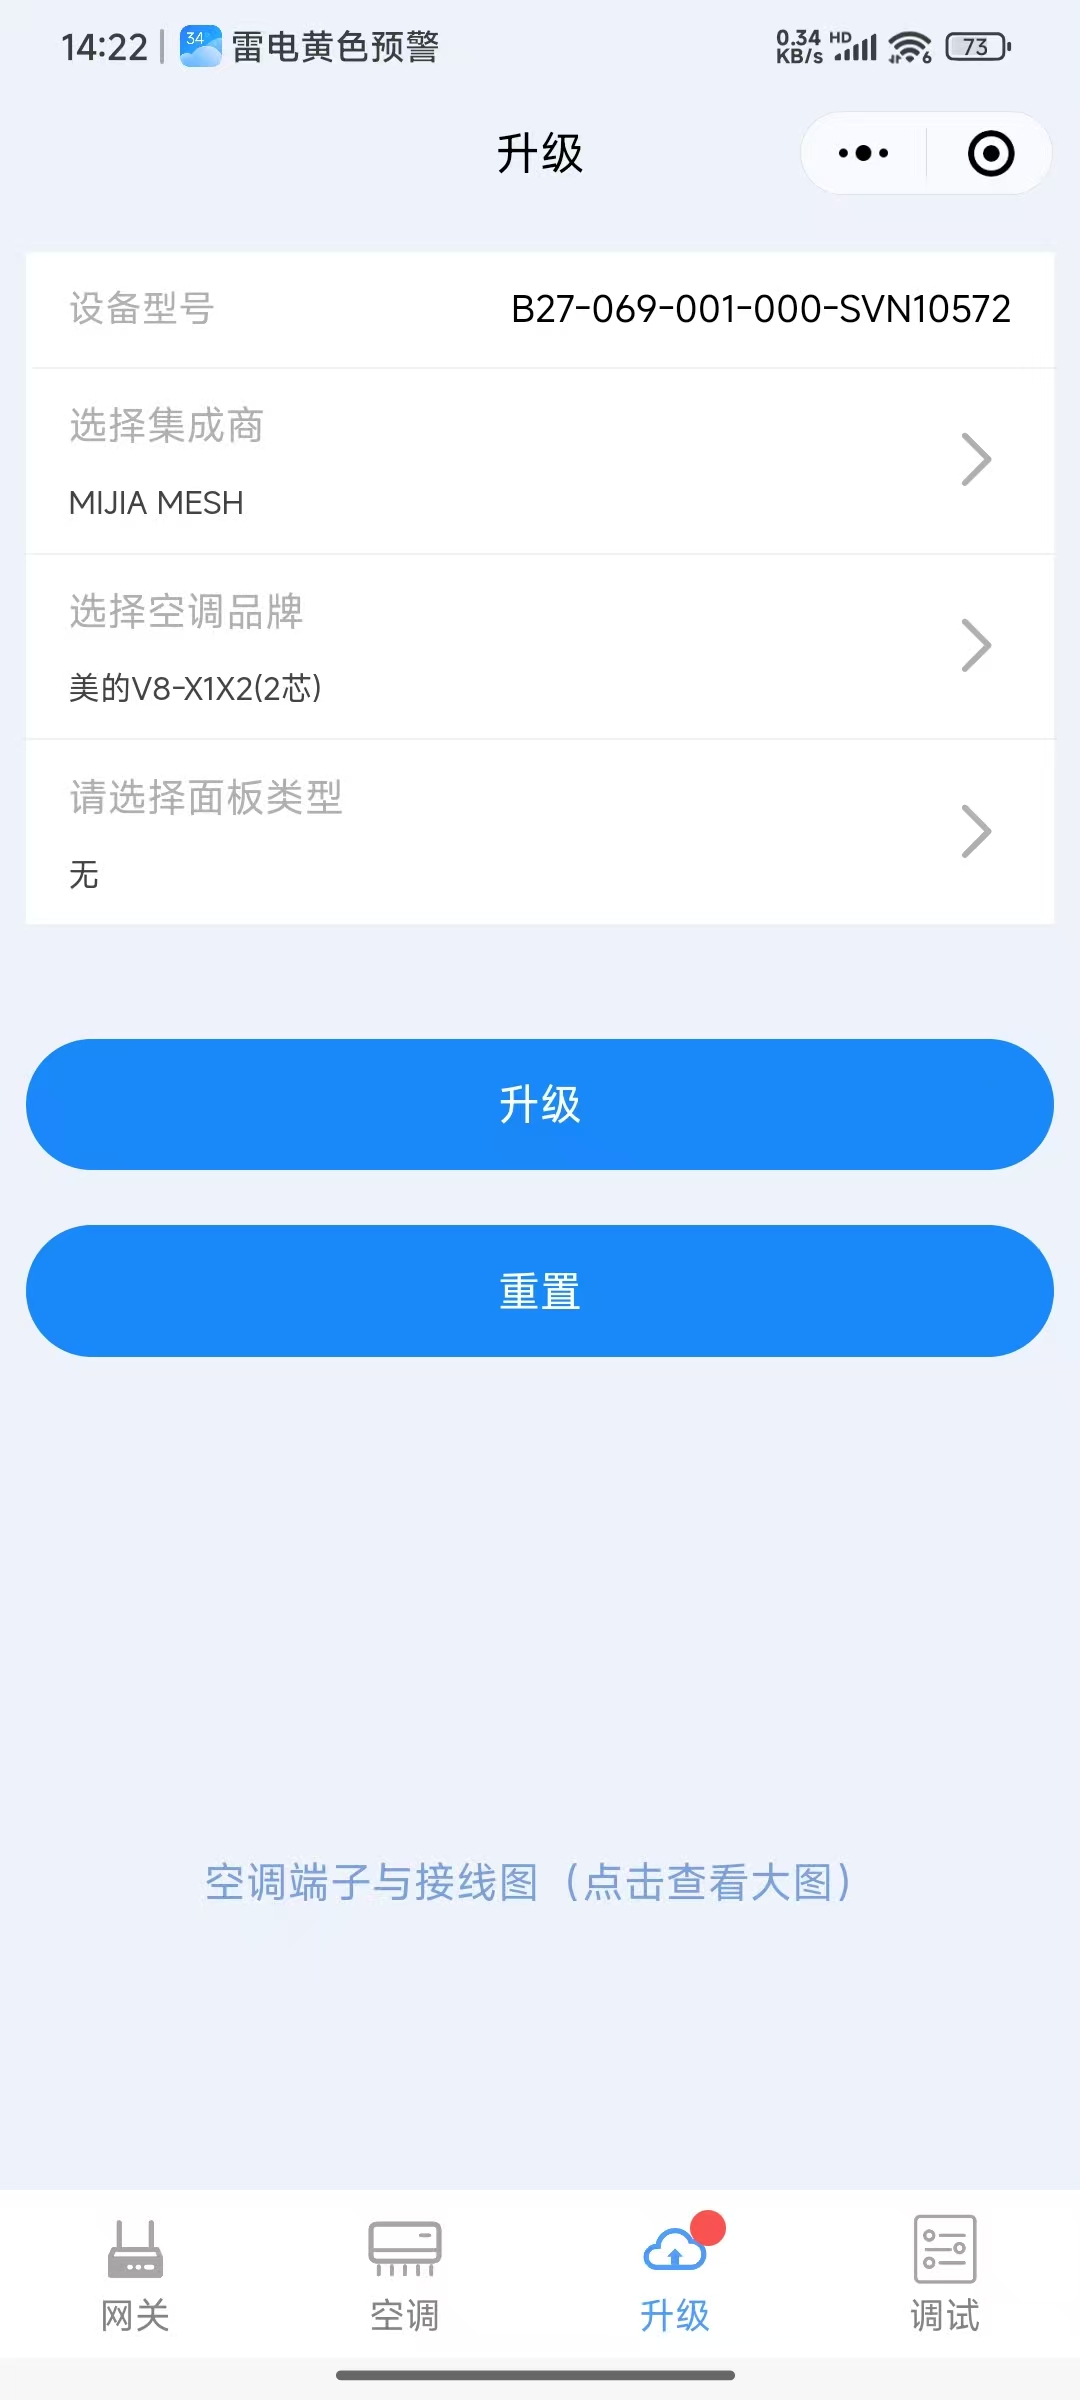 14:22
34°
雷电黄色预警
0.34 KB/s
HD
6
73
升级
设备型号
B27-069-001-000-SVN10572
选择集成商
MIJIA MESH
选择空调品牌
美的V8-X1X2(2芯)
请选择面板类型
无
升级
重置
空调端子与接线图（点击查看大图）
网关
空调
升级
调试